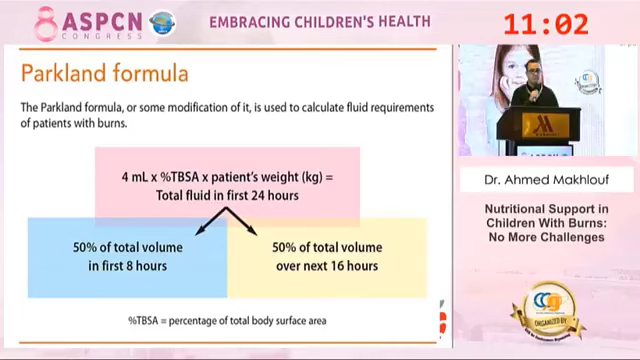 8 ASPCN
CONGRESS
EMBRACING CHILDREN'S HEALTH
11:02
Parkland formula
The Parkland formula, or some modification of it, is used to calculate fluid requirements
of patients with burns.
4 mL x %TBSA x patient's weight (kg) =
Total fluid in first 24 hours
50% of total volume
in first 8 hours
50% of total volume
over next 16 hours
%TBSA = percentage of total body surface area
ASPCN
Dr. Ahmed Makhlouf
Nutritional Support in
Children With Burns:
No More Challenges
ORGANIZED BY